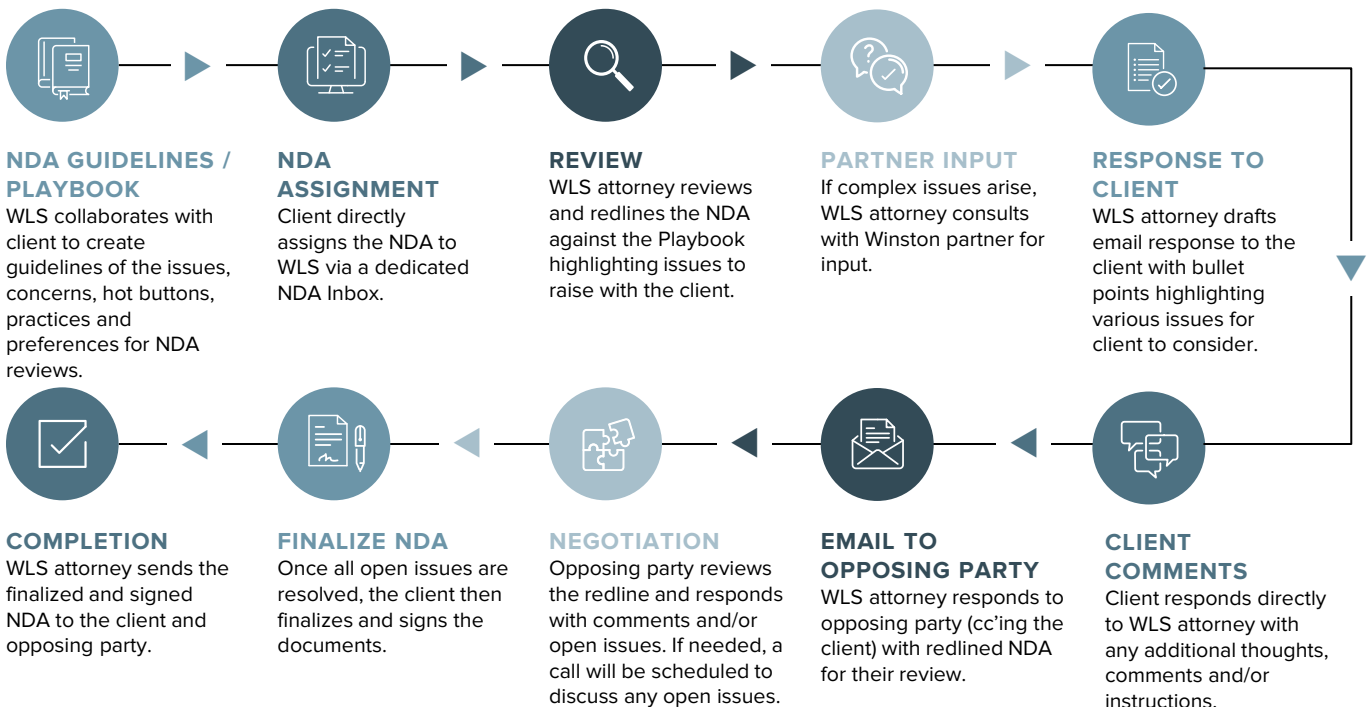 NDA GUIDELINES /
PLAYBOOK
WLS collaborates with
client to create
guidelines of the issues,
concerns, hot buttons,
practices and
preferences for NDA
reviews.
NDA
ASSIGNMENT
Client directly
assigns the NDA to
WLS via a dedicated
NDA Inbox.
REVIEW
WLS attorney reviews
and redlines the NDA
against the Playbook
highlighting issues to
raise with the client.
PARTNER INPUT
If complex issues arise,
WLS attorney consults
with Winston partner for
input.
RESPONSE TO
CLIENT
WLS attorney drafts
email response to the
client with bullet
points highlighting
various issues for
client to consider.
CLIENT
COMMENTS
Client responds directly
to WLS attorney with
any additional thoughts,
comments and/or
instructions.
EMAIL TO
OPPOSING PARTY
WLS attorney responds to
opposing party (cc’ing the
client) with redlined NDA
for their review.
NEGOTIATION
Opposing party reviews
the redline and responds
with comments and/or
open issues. If needed, a
call will be scheduled to
discuss any open issues.
FINALIZE NDA
Once all open issues are
resolved, the client then
finalizes and signs the
documents.
COMPLETION
WLS attorney sends the
finalized and signed
NDA to the client and
opposing party.